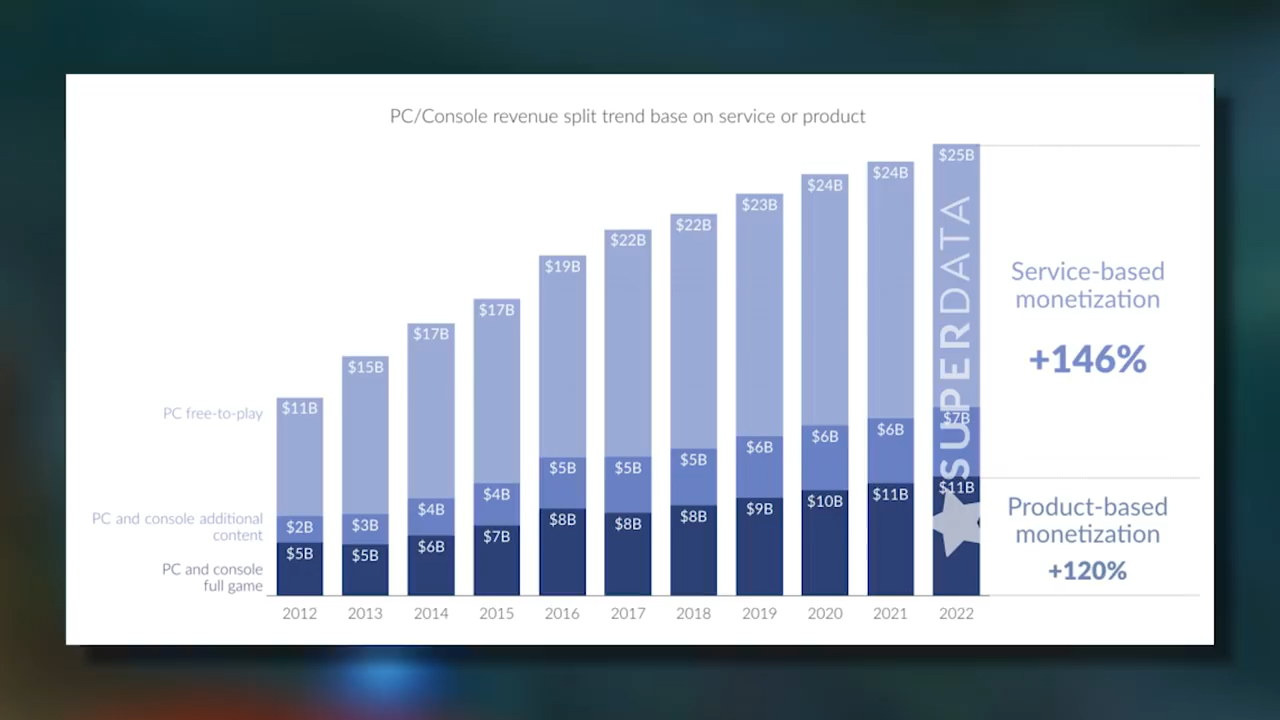 PC/Console revenue split trend base on service or product
$11B
$15B
$17B
$17B
$19B
$22B
$22B
$23B
$24B
$24B
$25B
PC free-to-play
$2B
$3B
$4B
$4B
$5B
$5B
$5B
$6B
$6B
$6B
$7B
PC and console additional
content
$5B
$5B
$6B
$7B
$8B
$8B
$8B
$9B
$10B
$11B
$11B
PC and console
full game
2012
2013
2014
2015
2016
2017
2018
2019
2020
2021
2022
SUPERDATA
Service-based
monetization
+146%
Product-based
monetization
+120%